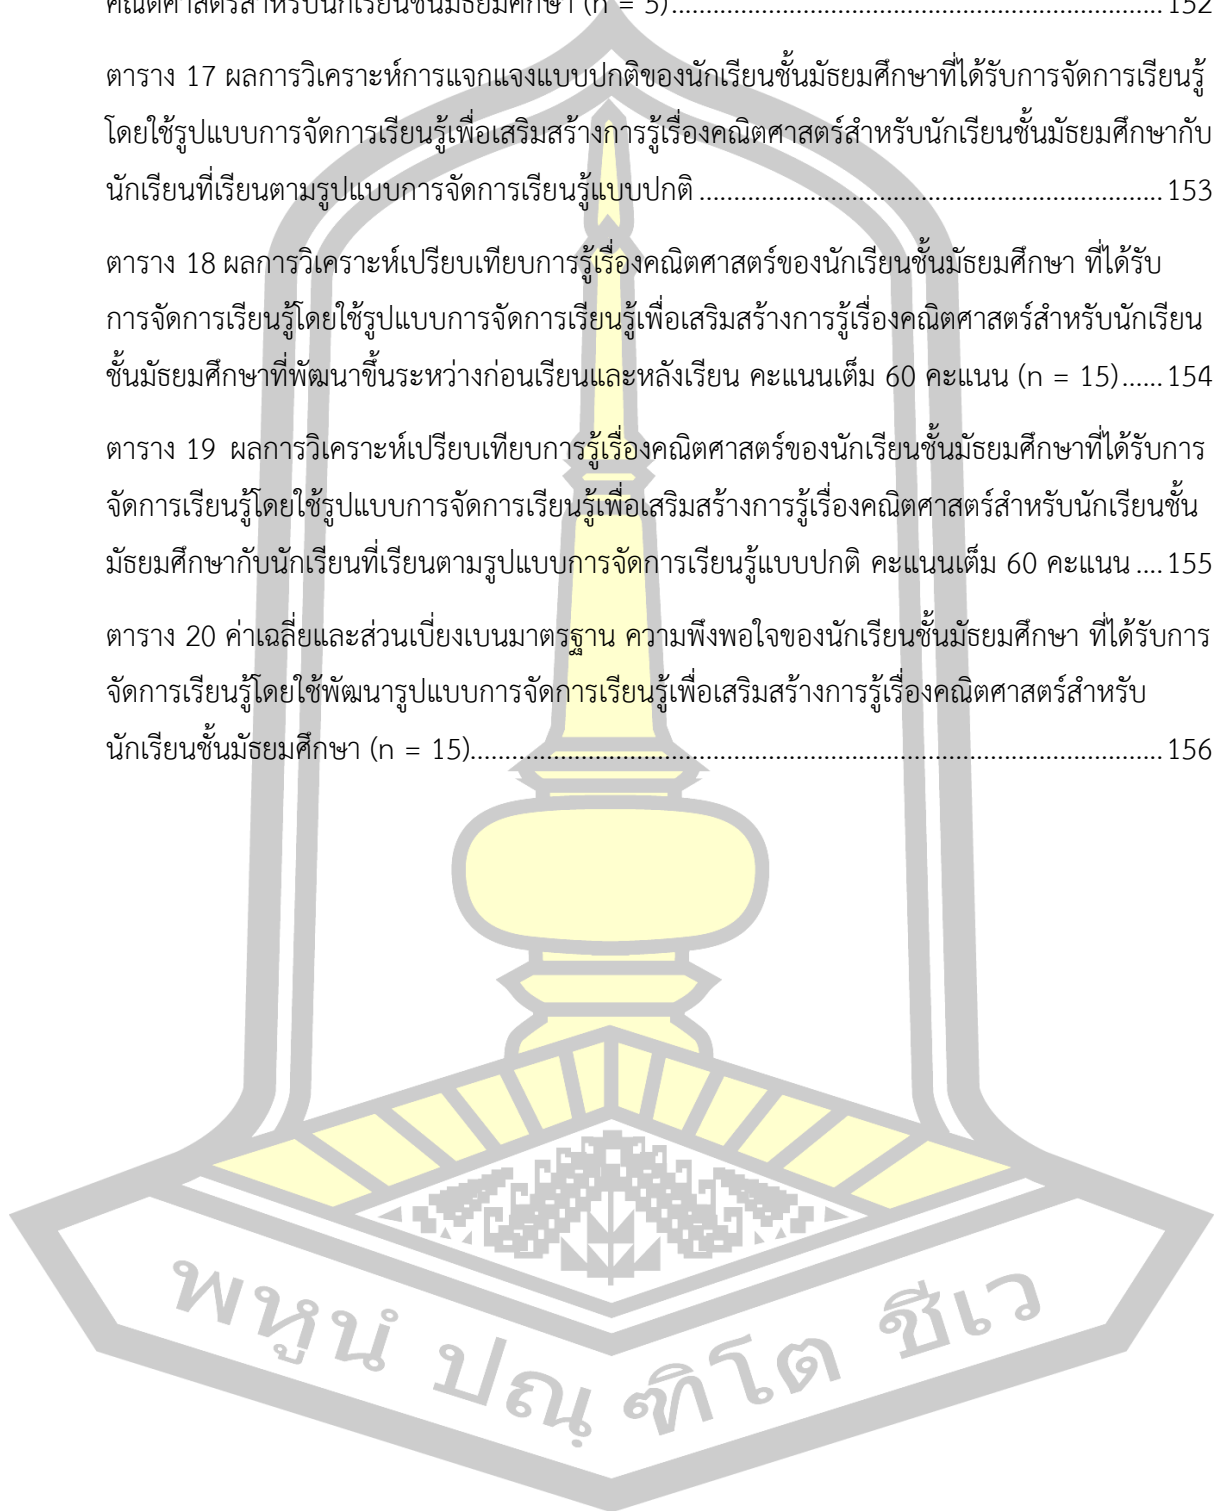 คณิตศาสตร์สำหรับนักเรียนชั้นมัธยมศึกษา (n = 5)....................................................................... 152
ตาราง 17 ผลการวิเคราะห์การแจกแจงแบบปกติของนักเรียนชั้นมัธยมศึกษาที่ได้รับการจัดการเรียนรู้
โดยใช้รูปแบบการจัดการเรียนรู้เพื่อเสริมสร้างการรู้เรื่องคณิตศาสตร์สำหรับนักเรียนชั้นมัธยมศึกษากับ
นักเรียนที่เรียนตามรูปแบบการจัดการเรียนรู้แบบปกติ ................................................................... 153
ตาราง 18 ผลการวิเคราะห์เปรียบเทียบการรู้เรื่องคณิตศาสตร์ของนักเรียนชั้นมัธยมศึกษา ที่ได้รับ
การจัดการเรียนรู้โดยใช้รูปแบบการจัดการเรียนรู้เพื่อเสริมสร้างการรู้เรื่องคณิตศาสตร์สำหรับนักเรียน
ชั้นมัธยมศึกษาที่พัฒนาขึ้นระหว่างก่อนเรียนและหลังเรียน คะแนนเต็ม 60 คะแนน (n = 15)...... 154
ตาราง 19 ผลการวิเคราะห์เปรียบเทียบการรู้เรื่องคณิตศาสตร์ของนักเรียนชั้นมัธยมศึกษาที่ได้รับการ
จัดการเรียนรู้โดยใช้รูปแบบการจัดการเรียนรู้เพื่อเสริมสร้างการรู้เรื่องคณิตศาสตร์สำหรับนักเรียนชั้น
มัธยมศึกษากับนักเรียนที่เรียนตามรูปแบบการจัดการเรียนรู้แบบปกติ คะแนนเต็ม 60 คะแนน .... 155
ตาราง 20 ค่าเฉลี่ยและส่วนเบี่ยงเบนมาตรฐาน ความพึงพอใจของนักเรียนชั้นมัธยมศึกษา ที่ได้รับการ
จัดการเรียนรู้โดยใช้พัฒนารูปแบบการจัดการเรียนรู้เพื่อเสริมสร้างการรู้เรื่องคณิตศาสตร์สำหรับ
นักเรียนชั้นมัธยมศึกษา (n = 15).................................................................................................... 156
พหูนํ ปณฺฑิโต ชีเว